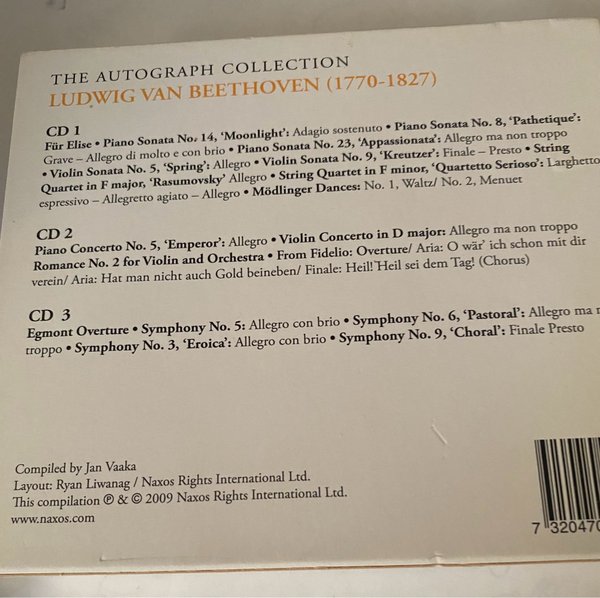 THE AUTOGRAPH COLLECTION
LUDWIG VAN BEETHOVEN (1770-1827)
CD 1
Für Elise • Piano Sonata No. 14, 'Moonlight': Adagio sostenuto • Piano Sonata No. 8, 'Pathetique':
Grave – Allegro di molto e con brio • Piano Sonata No. 23, 'Appassionata': Allegro ma non troppo
• Violin Sonata No. 5, 'Spring': Allegro • Violin Sonata No. 9, 'Kreutzer': Finale – Presto • String
Quartet in F major, 'Rasumovsky' Allegro • String Quartet in F minor, 'Quartetto Serioso': Larghetto
espressivo – Allegretto agiato – Allegro • Mödlinger Dances: No. 1, Waltz/ No. 2, Menuet
CD 2
Piano Concerto No. 5, 'Emperor': Allegro • Violin Concerto in D major: Allegro ma non troppo
Romance No. 2 for Violin and Orchestra • From Fidelio: Overture/ Aria: O wär' ich schon mit dir
verein/ Aria: Hat man nicht auch Gold beineben/ Finale: Heil! Heil sei dem Tag! (Chorus)
CD 3
Egmont Overture • Symphony No. 5: Allegro con brio • Symphony No. 6, 'Pastoral': Allegro ma
troppo • Symphony No. 3, 'Eroica': Allegro con brio • Symphony No. 9, 'Choral': Finale Presto
Compiled by Jan Vaaka
Layout: Ryan Liwanag / Naxos Rights International Ltd.
This compilation ℗ & © 2009 Naxos Rights International Ltd.
www.naxos.com
7 320470